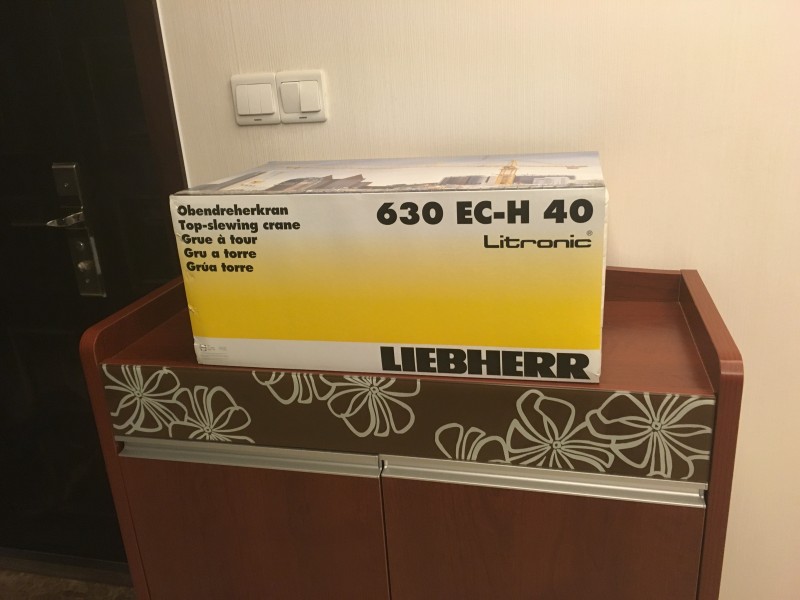 Obendreherkran
Top-slewing crane
Grue à tour
Gru a torre
Grúa torre
630 EC-H 40
Litronic®
LIEBHERR